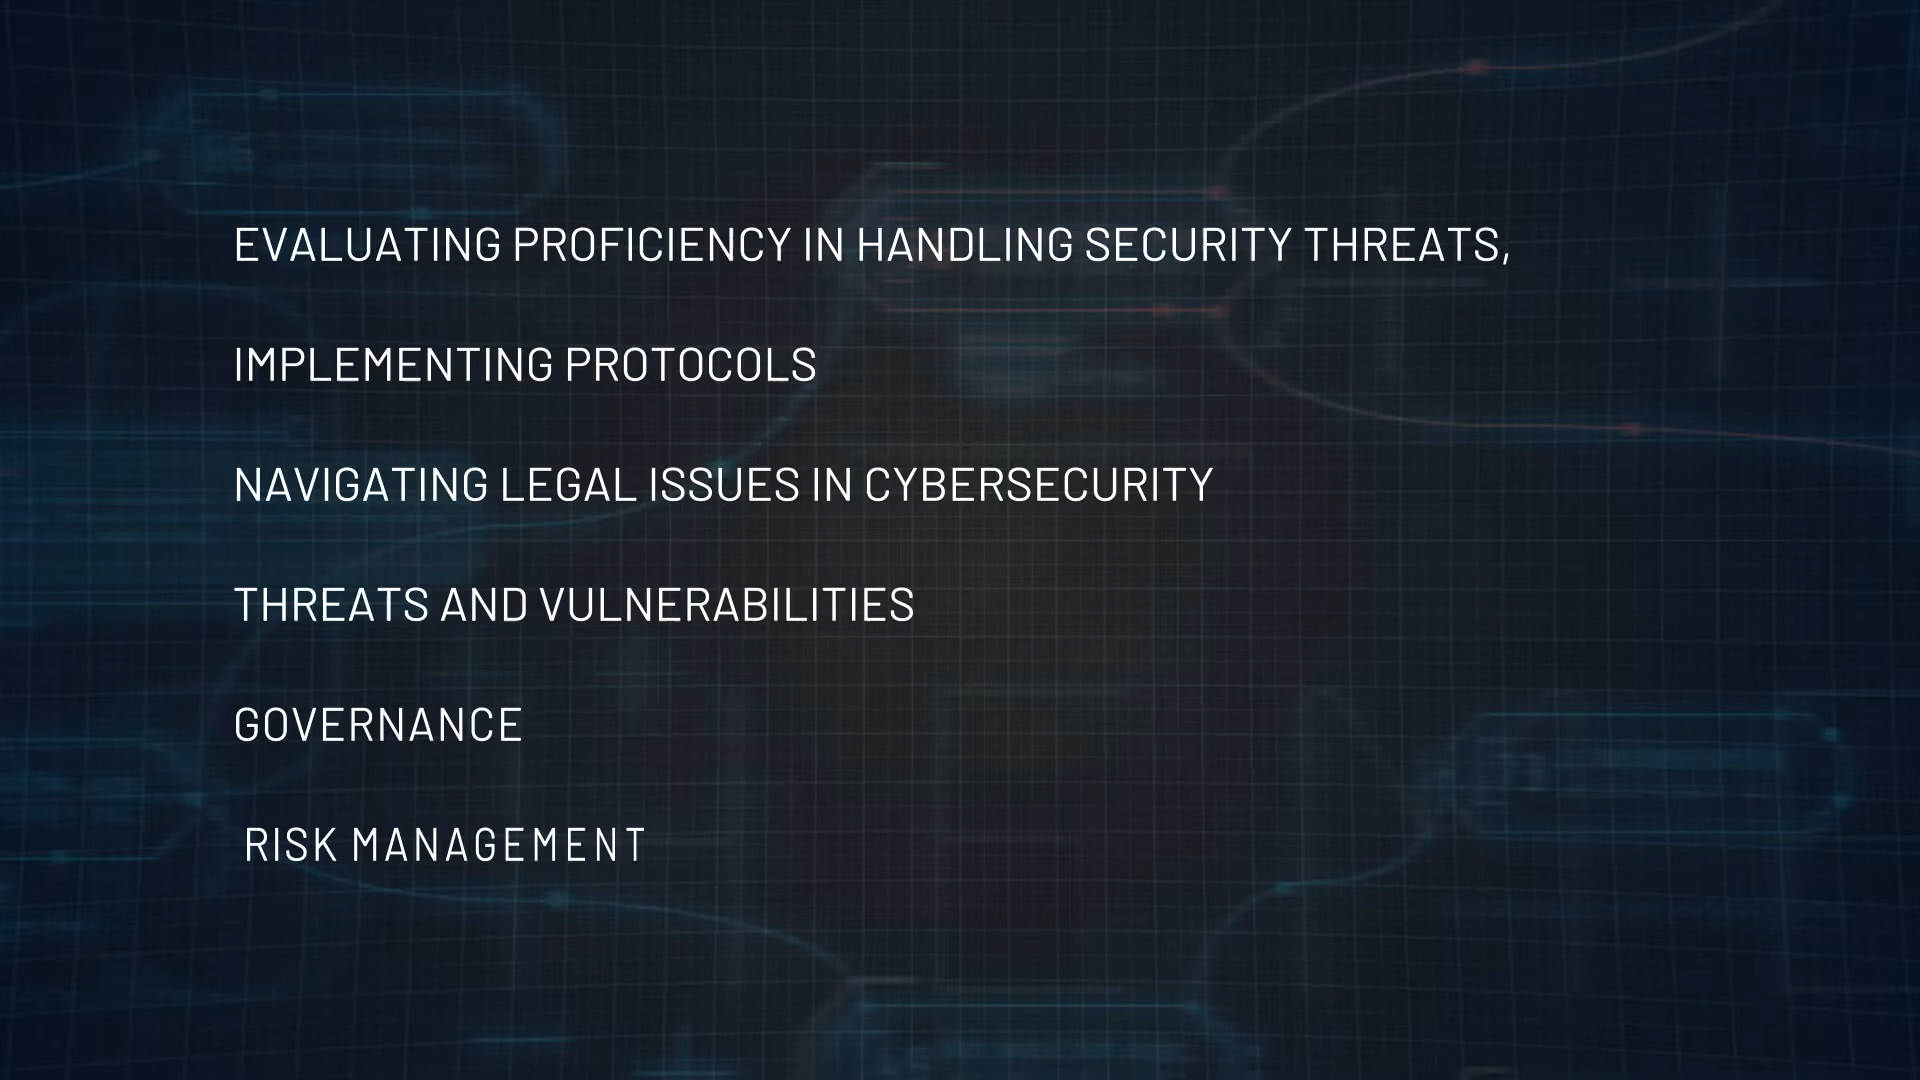 EVALUATING PROFICIENCY IN HANDLING SECURITY THREATS,
IMPLEMENTING PROTOCOLS
NAVIGATING LEGAL ISSUES IN CYBERSECURITY
THREATS AND VULNERABILITIES
GOVERNANCE
RISK MANAGEMENT